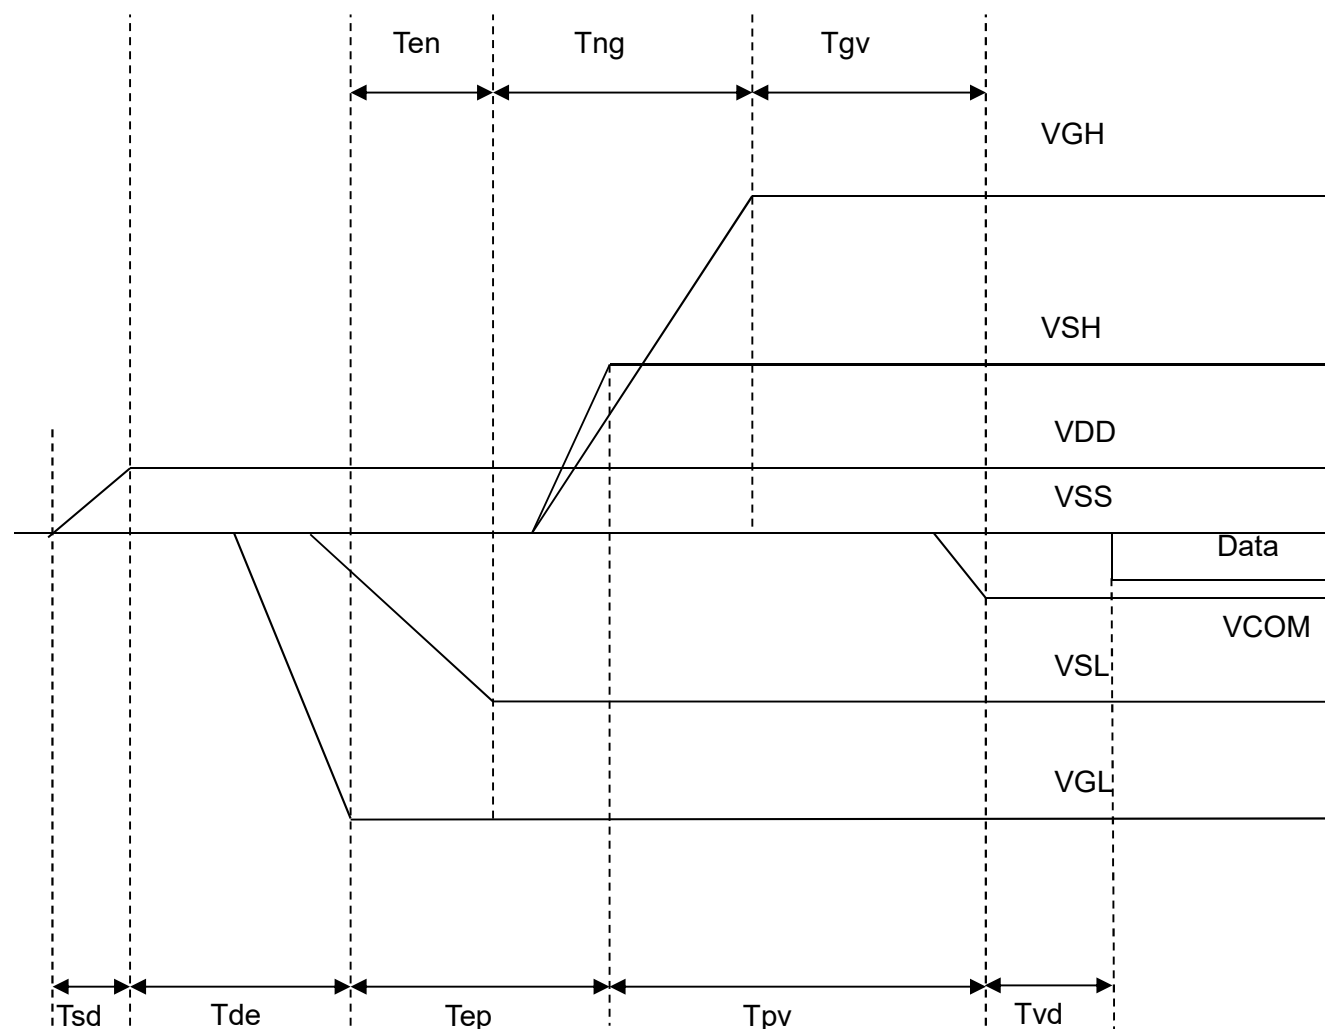 Ten Tng Tgv
VGH
VSH
VDD
VSS
Data
VCOM
VSL
VGL
Tsd Tde Tep Tpv Tvd